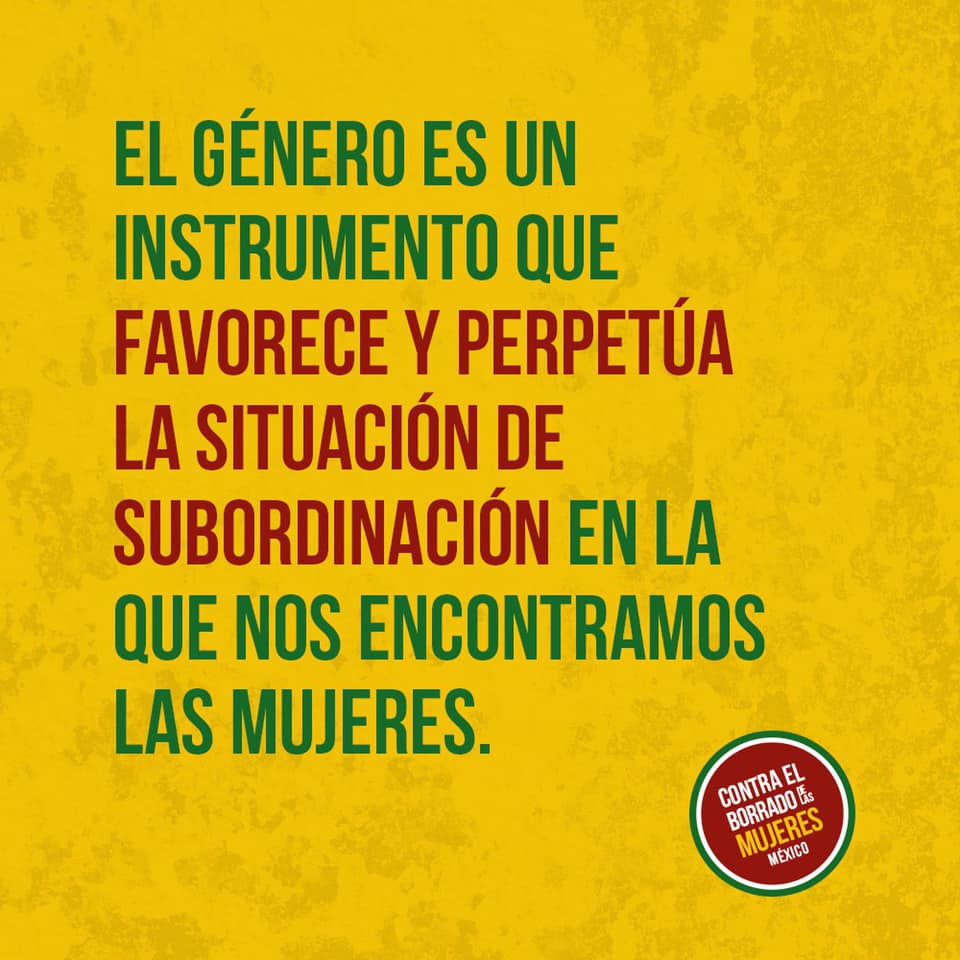 EL GÉNERO ES UN
INSTRUMENTO QUE
FAVORECE Y PERPETÚA
LA SITUACIÓN DE
SUBORDINACIÓN EN LA
QUE NOS ENCONTRAMOS
LAS MUJERES.
CONTRA EL
BORRADO DE LAS
MUJERES
MÉXICO